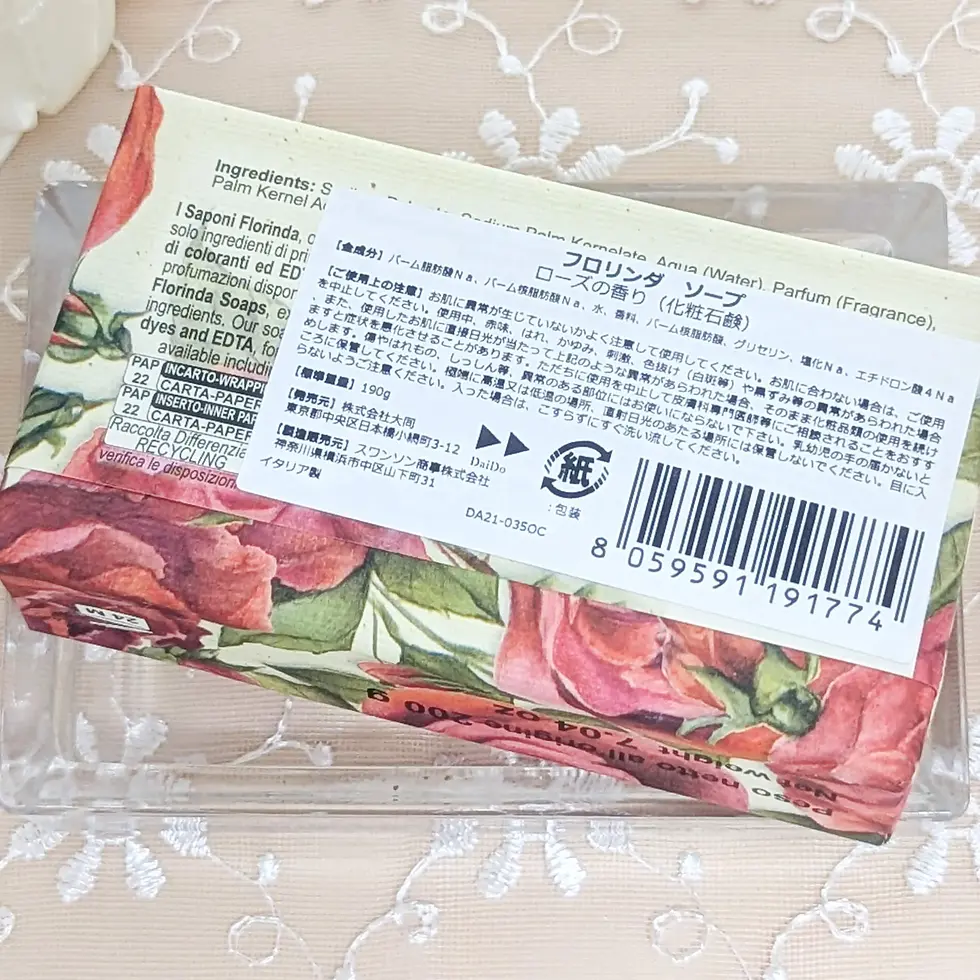 Ingredients:
Palm Kernelate, Aqua (Water), Parfum (Fragrance),
Palm Kernel
I Saponi Florinda,
solo ingredienti di
di coloranti ed
profumazioni
Florinda Soaps,
ingredients. Our
dyes and EDTA,
available
PAP INCARTO-WRAPPI
22 CARTA-PAPER
PAP INSERTO-INNER PA
22 CARTA-PAPER
Raccolta Differenzia
RECYCLING
verifica le disposizion
フロリンダ ソープ
ローズの香り(化粧石鹸)
【全成分】パーム脂肪酸Na、パーム核脂肪酸Na、水、香料、パーム核脂肪酸、グリセリン、塩化Na、エチドロン酸4Na
【ご使用上の注意】お肌に異常が生じていないかよく注意して使用してください。お肌に合わない場合は、ご使用
を中止してください。使用中、赤味、はれ、かゆみ、刺激、色抜け(白斑等)や黒ずみ等の異常があらわれた場合
、また、使用したお肌に直接日光が当たって上記のような異常があらわれた場合、そのまま化粧品類の使用を続け
ますと症状を悪化させることがあります。ただちに使用を中止して皮膚科専門医師等にご相談されることをおすす
めします。傷やはれもの、しっしん等、異常のある部位にはお使いにならないで下さい。乳幼児の手の届かないと
ころに保管してください。極端に高温又は低温の場所、直射日光のあたる場所には保管しないでください。目に入
らないようご注意ください。入った場合は、こすらずにすぐ洗い流してください。
【標準重量】190g
【発売元】株式会社大同
東京都中央区日本橋小網町3-12
【製造販売元】スワンソン商事株式会社
神奈川県横浜市中区山下町31
イタリア製
DaiDo
紙
:包装
DA21-035OC
8 059591 191774
24 M
peso netto all'origine 200 g
Net weight 7.04 oz